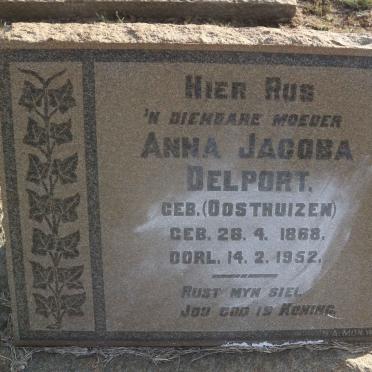 HIER RUS
'N DIERBARE MOEDER
ANNA JACOBA
DELPORT.
GEB. (OOSTHUIZEN)
GEB. 26. 4. 1868.
OORL. 14. 2. 1952.
RUST MYN SIEL
JOU GOD IS KONING.